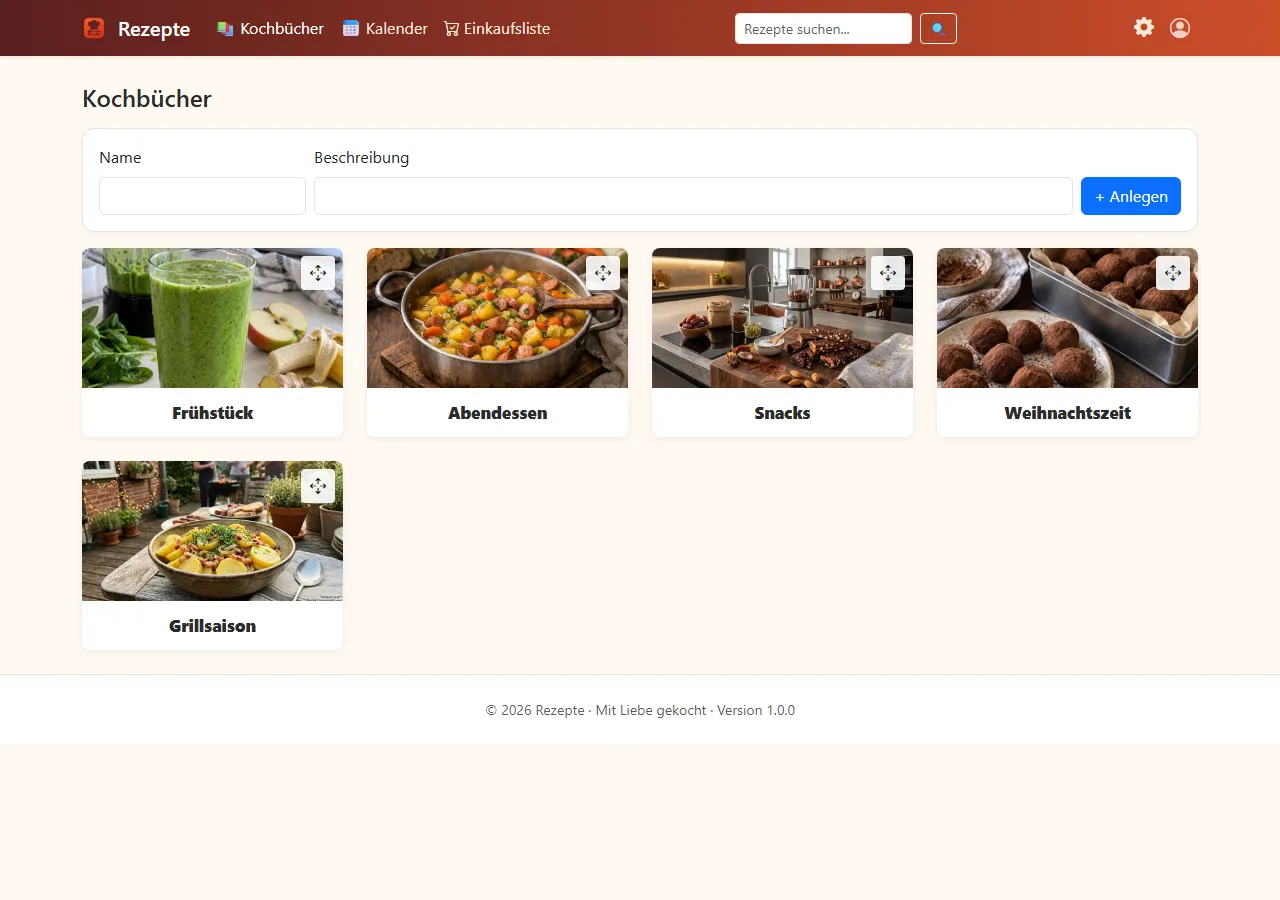 Rezepte
Kochbücher
Kalender
Einkaufsliste
Rezepte suchen...
Kochbücher
Name
Beschreibung
+ Anlegen
Frühstück
Abendessen
Snacks
Weihnachtszeit
Grillsaison
© 2026 Rezepte · Mit Liebe gekocht · Version 1.0.0